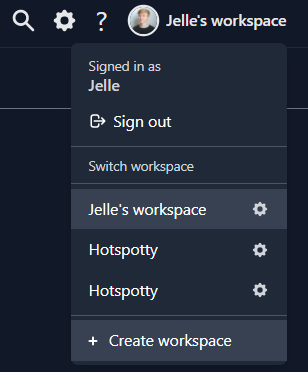 ? Jelle's workspace
Signed in as
Jelle
Sign out
Switch workspace
Jelle's workspace
Hotspotty
Hotspotty
+ Create workspace